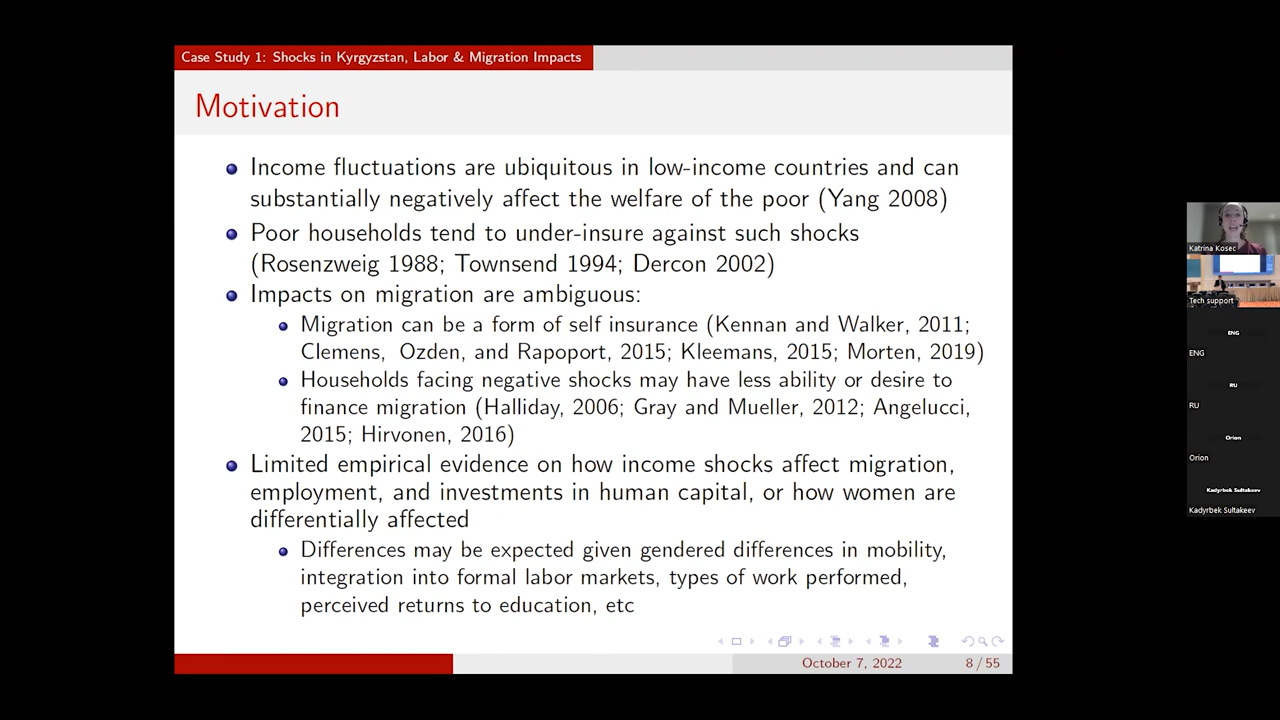 Case Study 1: Shocks in Kyrgyzstan, Labor & Migration Impacts
Motivation
Income fluctuations are ubiquitous in low-income countries and can
substantially negatively affect the welfare of the poor (Yang 2008)
Poor households tend to under-insure against such shocks
(Rosenzweig 1988; Townsend 1994; Dercon 2002)
Impacts on migration are ambiguous:
Migration can be a form of self insurance (Kennan and Walker, 2011;
Clemens, Ozden, and Rapoport, 2015; Kleemans, 2015; Morten, 2019)
Households facing negative shocks may have less ability or desire to
finance migration (Halliday, 2006; Gray and Mueller, 2012; Angelucci,
2015; Hirvonen, 2016)
Limited empirical evidence on how income shocks affect migration,
employment, and investments in human capital, or how women are
differentially affected
Differences may be expected given gendered differences in mobility,
integration into formal labor markets, types of work performed,
perceived returns to education, etc
October 7, 2022
8 / 55
Katrina Kosec
Tech support
ENG
ENG
RU
RU
Orion
Orion
Kadyrbek Sultakeev
Kadyrbek Sultakeev